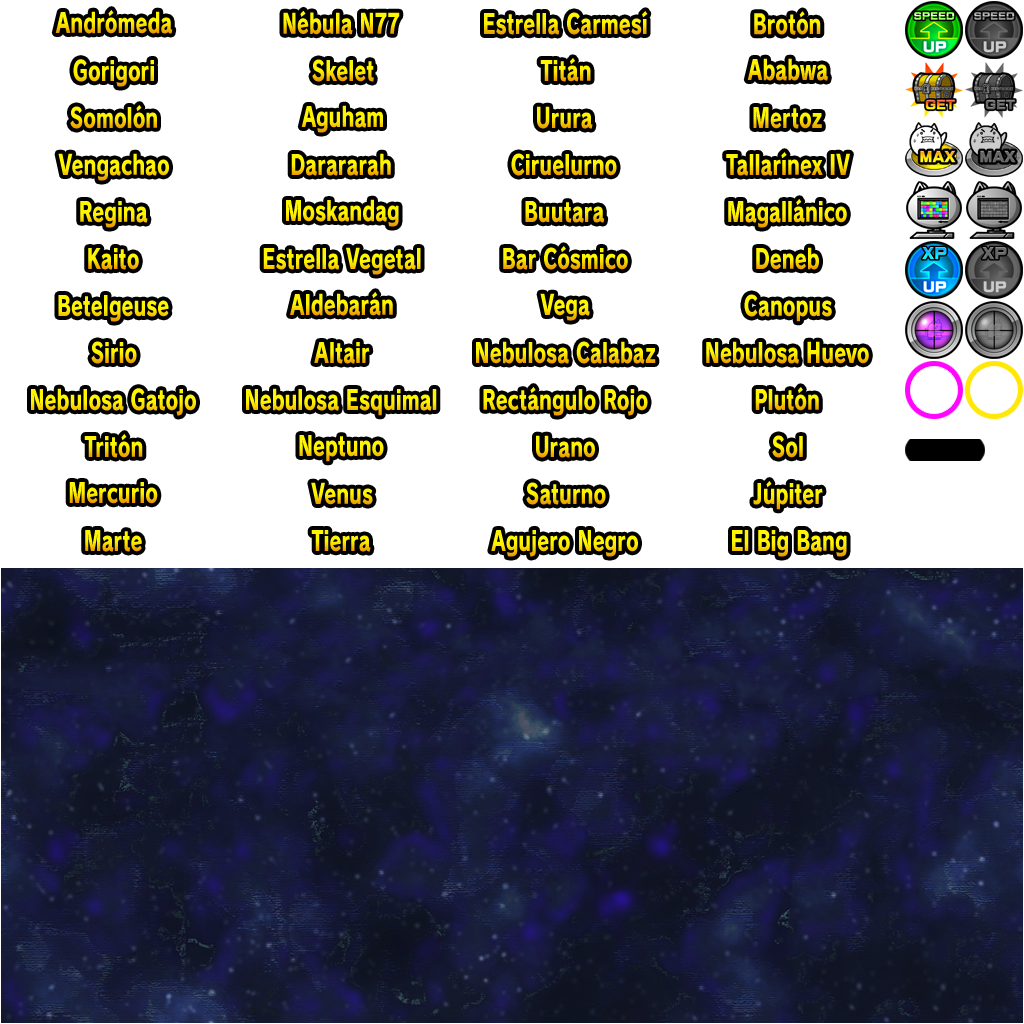 Andrómeda Nébula N77 Estrella Carmesí Brotón SPEED UP SPEED UP
Gorigori Skelet Titán Ababwa GET GET
Somolón Aguham Urura Mertoz
Vengachao Darararah Ciruelurno Tallarínex IV MAX MAX
Regina Moskandag Buutara Magallánico
Kaito Estrella Vegetal Bar Cósmico Deneb XP UP XP UP
Betelgeuse Aldebarán Vega Canopus
Sirio Altair Nebulosa Calabaz Nebulosa Huevo
Nebulosa Gatojo Nebulosa Esquimal Rectángulo Rojo Plutón
Tritón Neptuno Urano Sol
Mercurio Venus Saturno Júpiter
Marte Tierra Agujero Negro El Big Bang